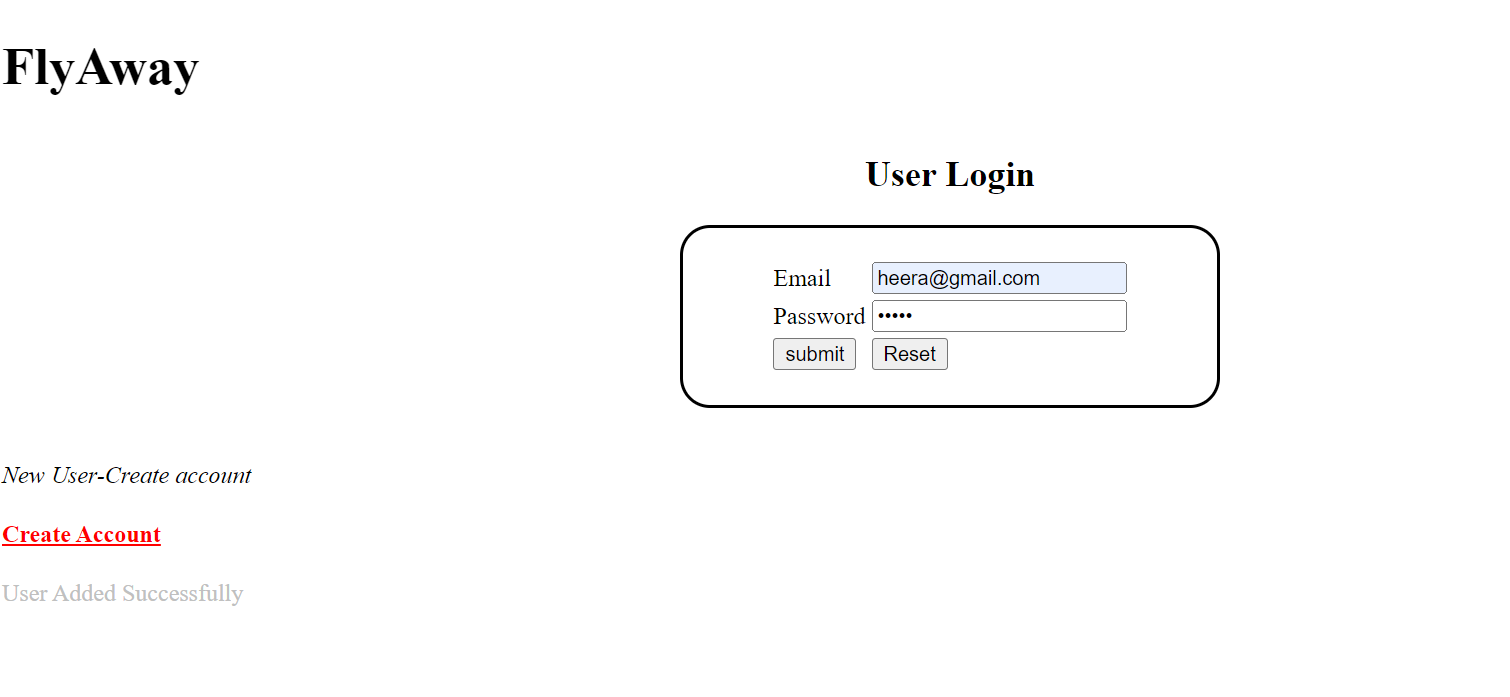 FlyAway
User Login
Email heera@gmail.com
Password •••••
submit Reset
New User-Create account
Create Account
User Added Successfully